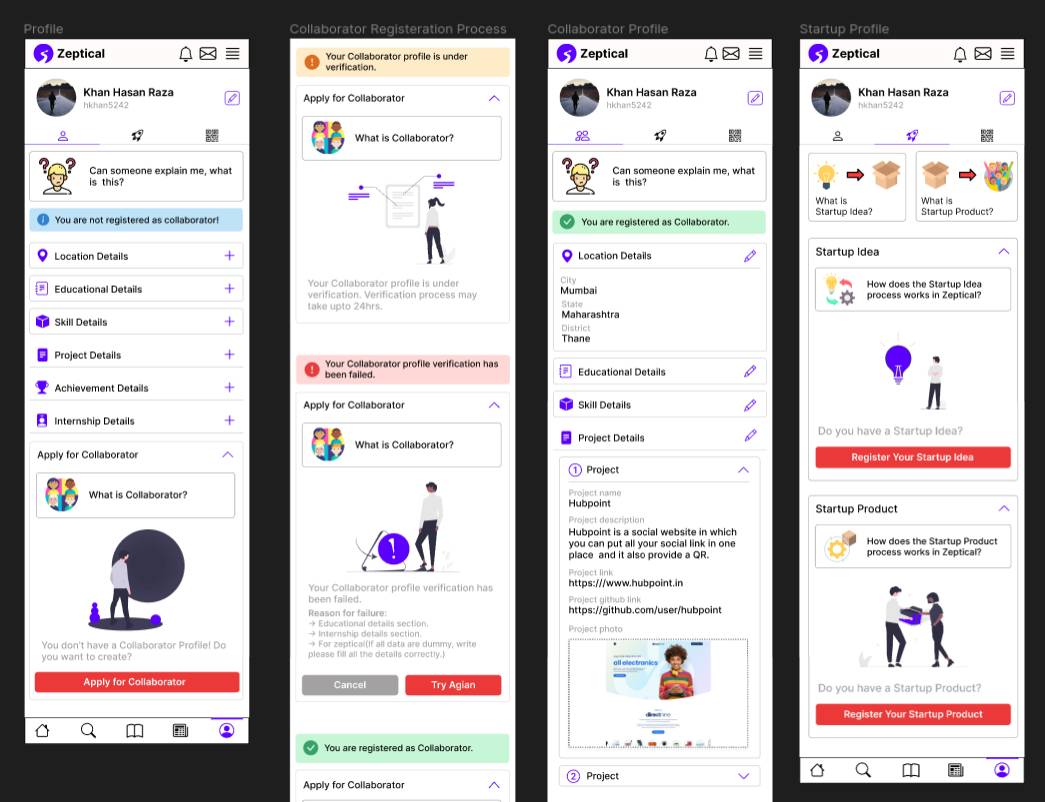 Profile
Zeptical
Khan Hasan Raza
hkhan5242
Can someone explain me, what
is this?
You are not registered as collaborator!
Location Details
Educational Details
Skill Details
Project Details
Achievement Details
Internship Details
Apply for Collaborator
What is Collaborator?
You don't have a Collaborator Profile! Do
you want to create?
Apply for Collaborator
Collaborator Registeration Process
Your Collaborator profile is under
verification.
Apply for Collaborator
What is Collaborator?
Your Collaborator profile is under
verification. Verification process may
take upto 24hrs.
Your Collaborator profile verification has
been failed.
Apply for Collaborator
What is Collaborator?
Your Collaborator profile verification has
been failed.
Reason for failure:
→ Educational details section.
→ Internship details section.
→ For zeptical(If all data are dummy, write
please fill all the details correctly.)
Cancel
Try Agian
You are registered as Collaborator.
Apply for Collaborator
Collaborator Profile
Zeptical
Khan Hasan Raza
hkhan5242
Can someone explain me, what
is this?
You are registered as Collaborator.
Location Details
City
Mumbai
State
Maharashtra
District
Thane
Educational Details
Skill Details
Project Details
1 Project
Project name
Hubpoint
Project description
Hubpoint is a social website in which
you can put all your social link in one
place and it also provide a QR.
Project link
https:///www.hubpoint.in
Project github link
https://github.com/user/hubpoint
Project photo
all electronics
2 Project
Startup Profile
Zeptical
Khan Hasan Raza
hkhan5242
What is
Startup Idea?
What is
Startup Product?
Startup Idea
How does the Startup Idea
process works in Zeptical?
Do you have a Startup Idea?
Register Your Startup Idea
Startup Product
How does the Startup Product
process works in Zeptical?
Do you have a Startup Product?
Register Your Startup Product